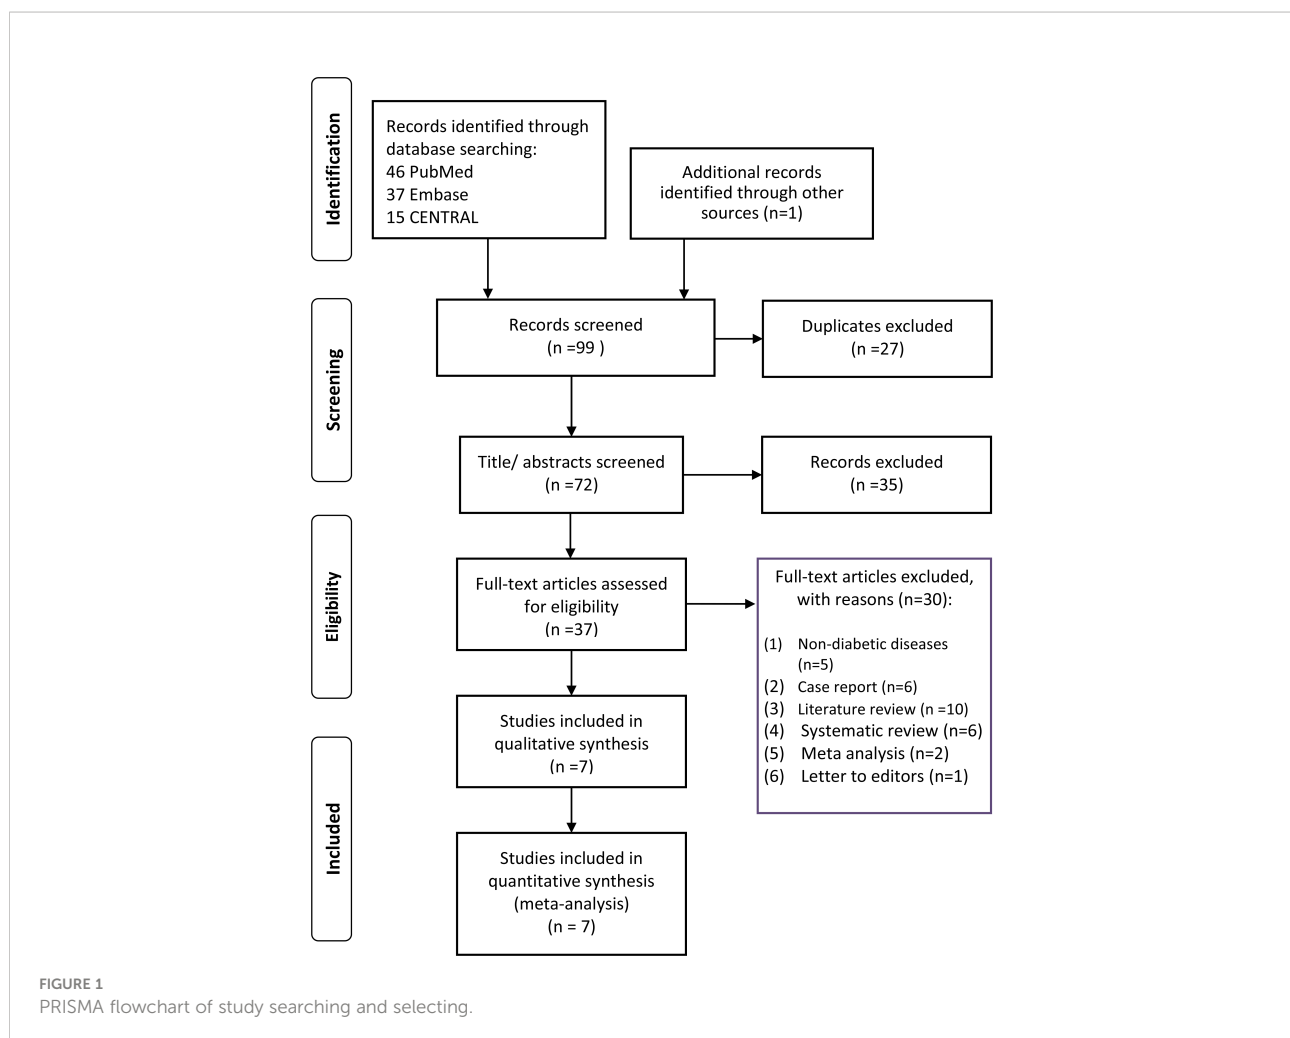 Identification
Records identified through
database searching:
46 PubMed
37 Embase
15 CENTRAL
Additional records
identified through other
sources (n=1)
Screening
Records screened
(n =99 )
Duplicates excluded
(n =27)
Title/ abstracts screened
(n =72)
Records excluded
(n =35)
Eligibility
Full-text articles assessed
for eligibility
(n =37)
Full-text articles excluded,
with reasons (n=30):
(1) Non-diabetic diseases
(n=5)
(2) Case report (n=6)
(3) Literature review (n =10)
(4) Systematic review (n=6)
(5) Meta analysis (n=2)
(6) Letter to editors (n=1)
Studies included in
qualitative synthesis
(n =7)
Included
Studies included in
quantitative synthesis
(meta-analysis)
(n = 7)
FIGURE 1
PRISMA flowchart of study searching and selecting.